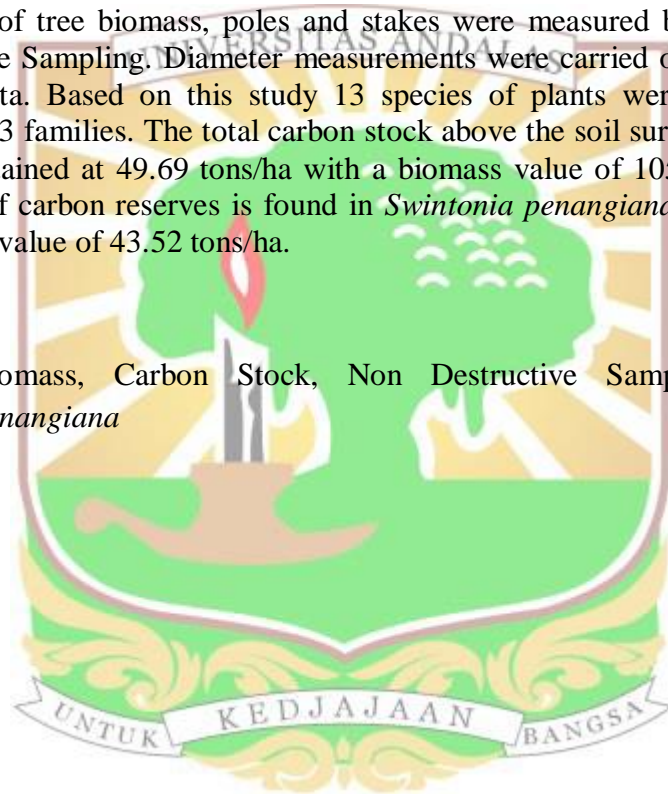 of tree biomass, poles and stakes were measured b
UNIVERSITAS ANDALAS
e Sampling. Diameter measurements were carried o
ta. Based on this study 13 species of plants wer
3 families. The total carbon stock above the soil sur
ained at 49.69 tons/ha with a biomass value of 10
f carbon reserves is found in Swintonia penangiana
value of 43.52 tons/ha.
omass, Carbon Stock, Non Destructive Samp
nangiana
UNTUK KEDJAJAAN BANGSA